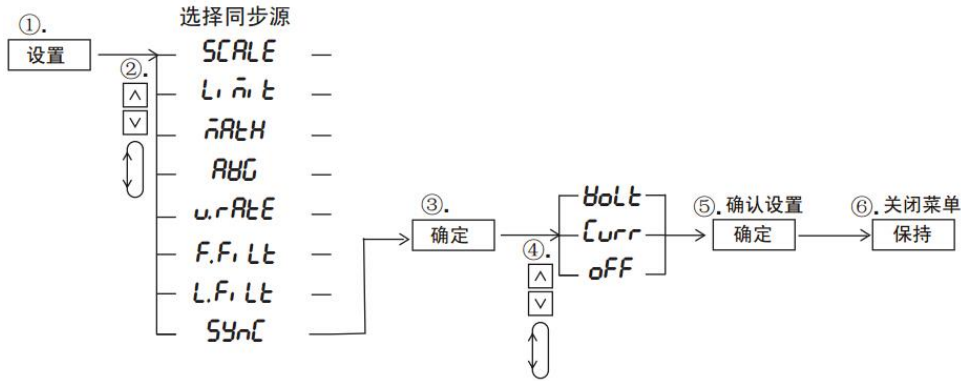 选择同步源
①.
设置
②.
SCALE
Limit
MAtH
AVG
u.rAtE
F.FiLt
L.FiLt
SYnC
③.
确定
④.
VoLt
Curr
oFF
⑤.确认设置
确定
⑥.关闭菜单
保持